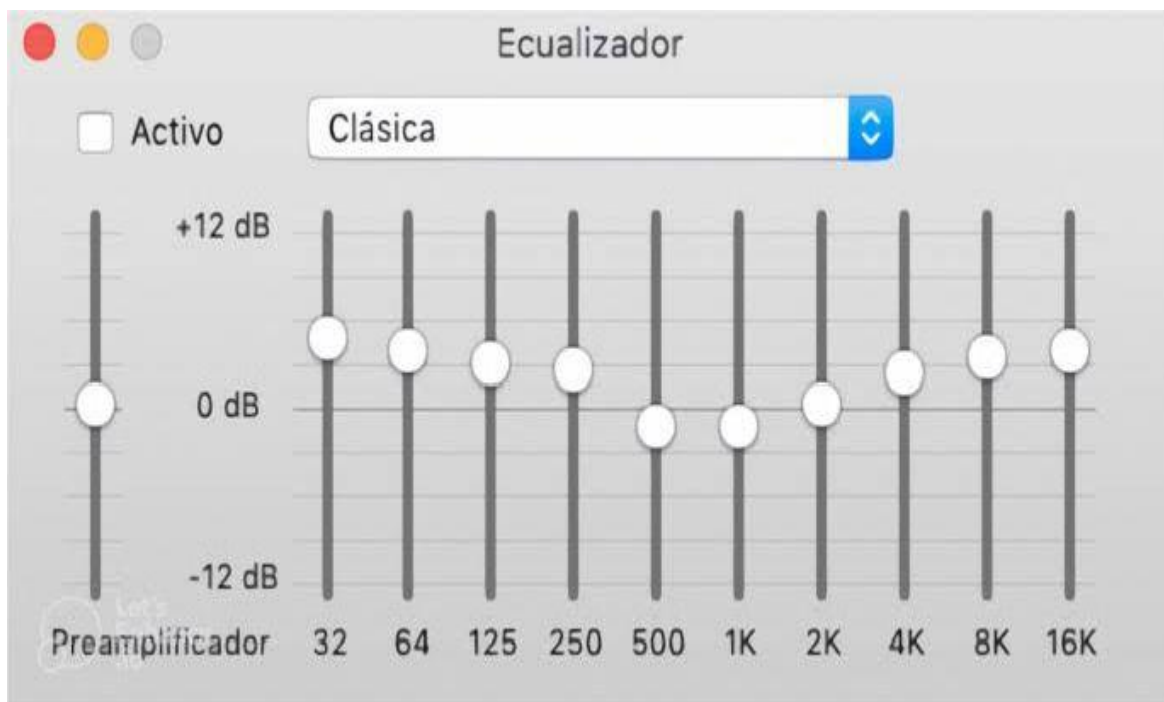 Ecualizador
Activo
Clásica
+12 dB
0 dB
-12 dB
Preamplificador 32 64 125 250 500 1K 2K 4K 8K 16K